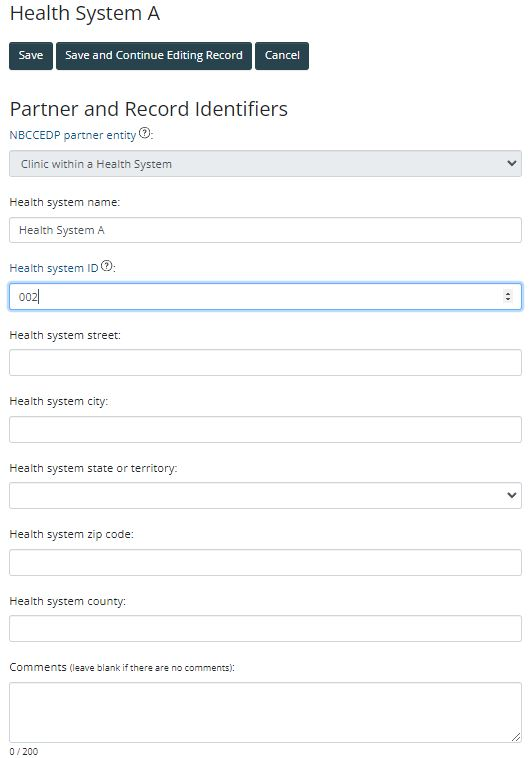 Health System A
Save Save and Continue Editing Record Cancel
Partner and Record Identifiers
NBCCEDP partner entity ?:
Clinic within a Health System
Health system name:
Health System A
Health system ID ?:
002
Health system street:
Health system city:
Health system state or territory:
Health system zip code:
Health system county:
Comments (leave blank if there are no comments):
0 / 200